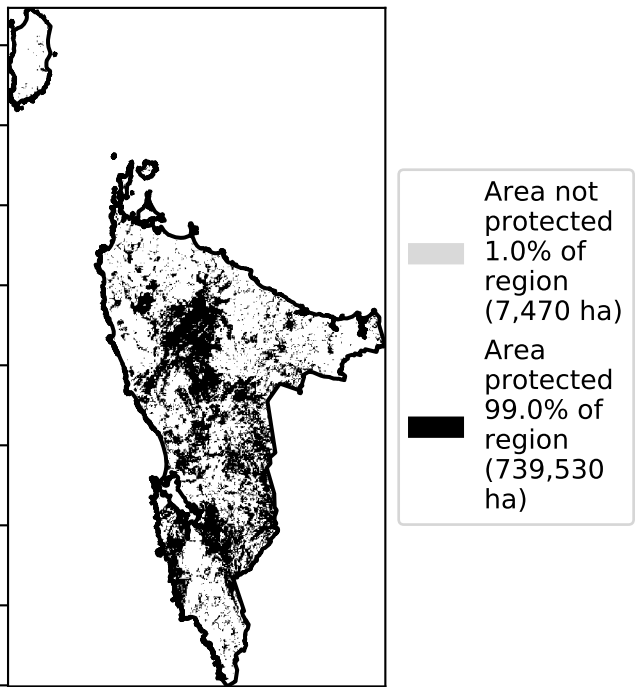 Area not
protected
1.0% of
region
(7,470 ha)
Area
protected
99.0% of
region
(739,530
ha)